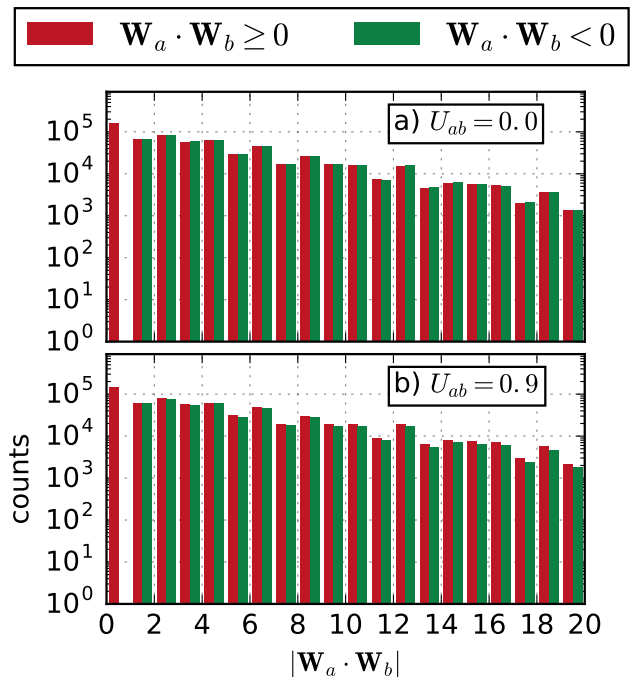 W_a · W_b ≥ 0 W_a · W_b < 0
a) U_ab = 0.0
10^5
10^4
10^3
10^2
10^1
10^0
b) U_ab = 0.9
10^5
10^4
10^3
10^2
10^1
10^0
counts
0 2 4 6 8 10 12 14 16 18 20
|W_a · W_b|